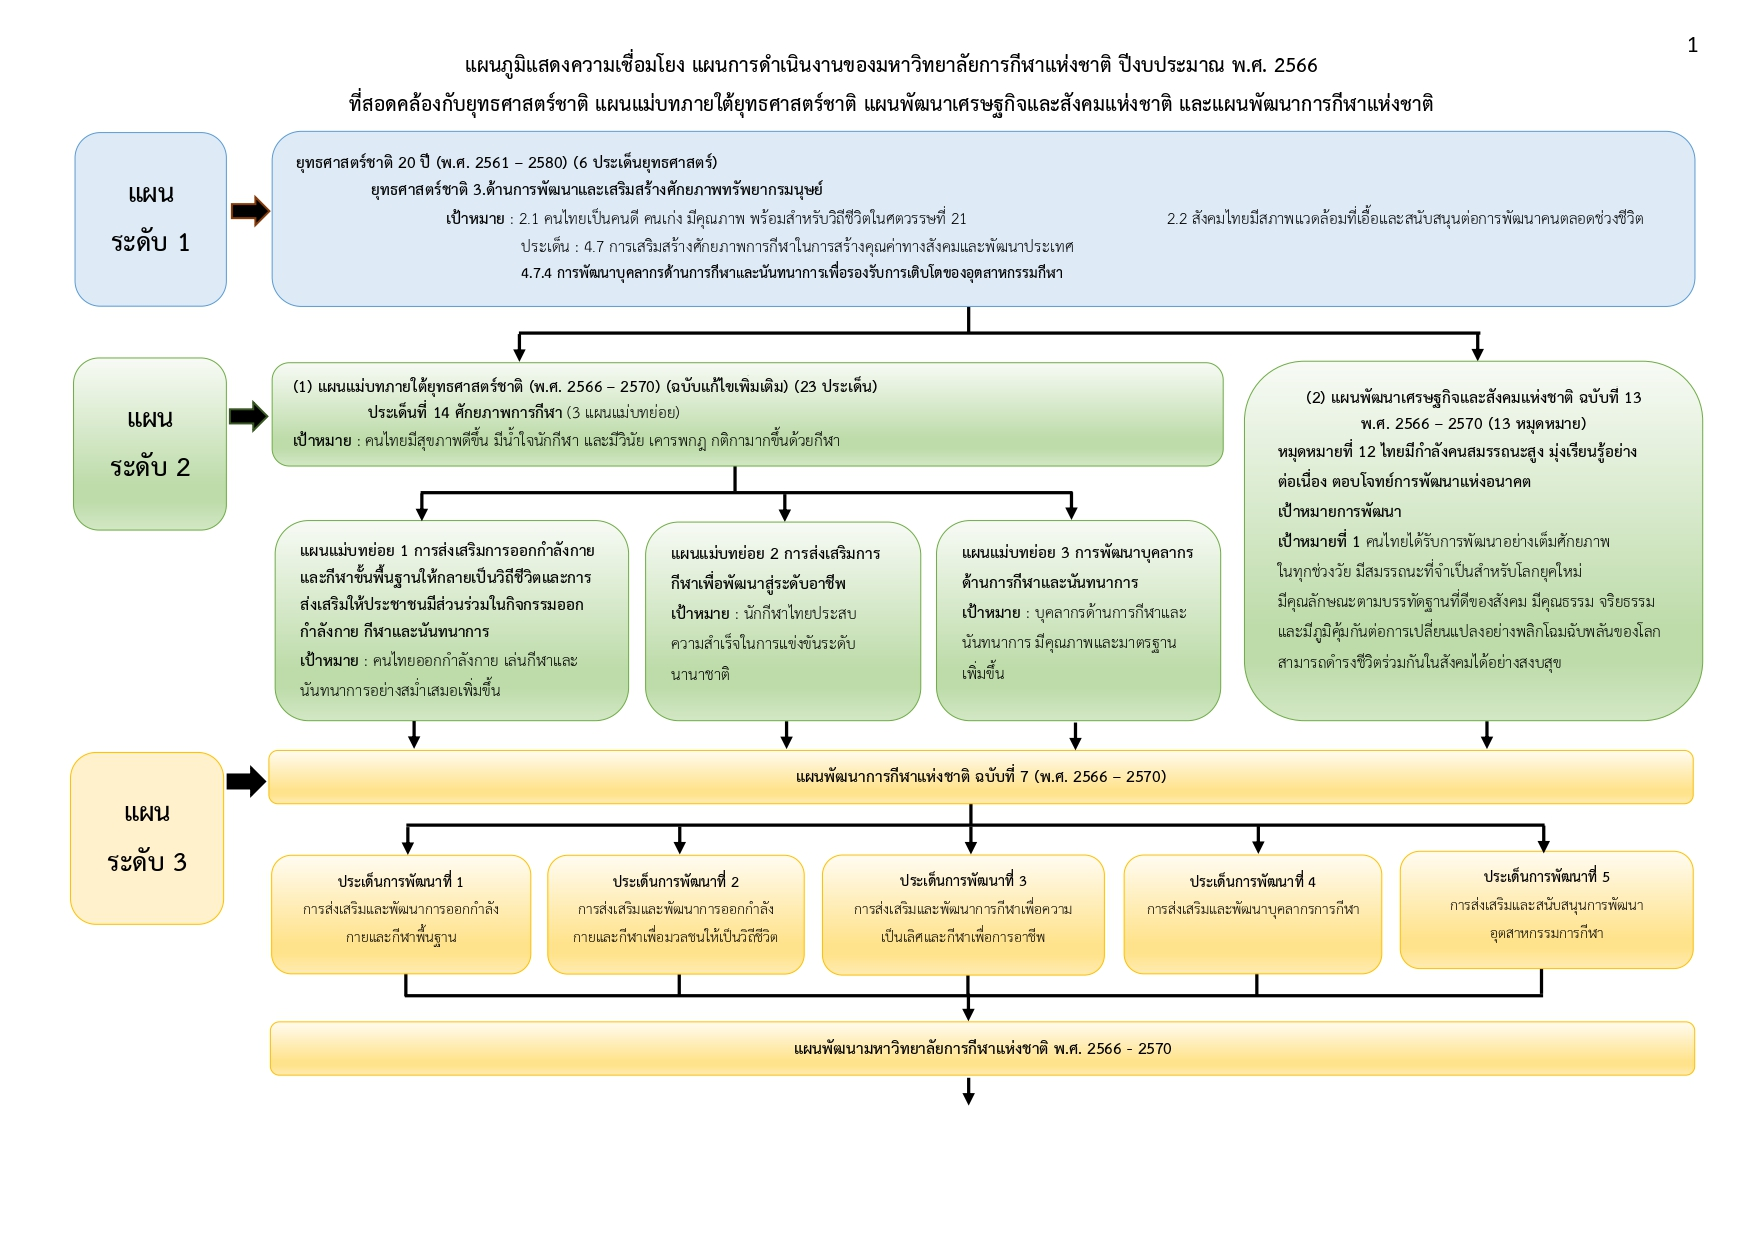 1
แผนภูมิแสดงความเชื่อมโยง แผนการดำเนินงานของมหาวิทยาลัยการกีฬาแห่งชาติ ปีงบประมาณ พ.ศ. 2566
ที่สอดคล้องกับยุทธศาสตร์ชาติ แผนแม่บทภายใต้ยุทธศาสตร์ชาติ แผนพัฒนาเศรษฐกิจและสังคมแห่งชาติ และแผนพัฒนาการกีฬาแห่งชาติ
แผน
ระดับ 1
ยุทธศาสตร์ชาติ 20 ปี (พ.ศ. 2561 – 2580) (6 ประเด็นยุทธศาสตร์)
ยุทธศาสตร์ชาติ 3.ด้านการพัฒนาและเสริมสร้างศักยภาพทรัพยากรมนุษย์
เป้าหมาย : 2.1 คนไทยเป็นคนดี คนเก่ง มีคุณภาพ พร้อมสำหรับวิถีชีวิตในศตวรรษที่ 21 2.2 สังคมไทยมีสภาพแวดล้อมที่เอื้อและสนับสนุนต่อการพัฒนาคนตลอดช่วงชีวิต
ประเด็น : 4.7 การเสริมสร้างศักยภาพการกีฬาในการสร้างคุณค่าทางสังคมและพัฒนาประเทศ
4.7.4 การพัฒนาบุคลากรด้านการกีฬาและนันทนาการเพื่อรองรับการเติบโตของอุตสาหกรรมกีฬา
แผน
ระดับ 2
(1) แผนแม่บทภายใต้ยุทธศาสตร์ชาติ (พ.ศ. 2566 – 2570) (ฉบับแก้ไขเพิ่มเติม) (23 ประเด็น)
ประเด็นที่ 14 ศักยภาพการกีฬา (3 แผนแม่บทย่อย)
เป้าหมาย : คนไทยมีสุขภาพดีขึ้น มีน้ำใจนักกีฬา และมีวินัย เคารพกฎ กติกามากขึ้นด้วยกีฬา
(2) แผนพัฒนาเศรษฐกิจและสังคมแห่งชาติ ฉบับที่ 13
พ.ศ. 2566 – 2570 (13 หมุดหมาย)
หมุดหมายที่ 12 ไทยมีกำลังคนสมรรถนะสูง มุ่งเรียนรู้อย่าง
ต่อเนื่อง ตอบโจทย์การพัฒนาแห่งอนาคต
เป้าหมายการพัฒนา
เป้าหมายที่ 1 คนไทยได้รับการพัฒนาอย่างเต็มศักยภาพ
ในทุกช่วงวัย มีสมรรถนะที่จำเป็นสำหรับโลกยุคใหม่
มีคุณลักษณะตามบรรทัดฐานที่ดีของสังคม มีคุณธรรม จริยธรรม
และมีภูมิคุ้มกันต่อการเปลี่ยนแปลงอย่างพลิกโฉมฉับพลันของโลก
สามารถดำรงชีวิตร่วมกันในสังคมได้อย่างสงบสุข
แผนแม่บทย่อย 1 การส่งเสริมการออกกำลังกาย
และกีฬาขั้นพื้นฐานให้กลายเป็นวิถีชีวิตและการ
ส่งเสริมให้ประชาชนมีส่วนร่วมในกิจกรรมออก
กำลังกาย กีฬาและนันทนาการ
เป้าหมาย : คนไทยออกกำลังกาย เล่นกีฬาและ
นันทนาการอย่างสม่ำเสมอเพิ่มขึ้น
แผนแม่บทย่อย 2 การส่งเสริมการ
กีฬาเพื่อพัฒนาสู่ระดับอาชีพ
เป้าหมาย : นักกีฬาไทยประสบ
ความสำเร็จในการแข่งขันระดับ
นานาชาติ
แผนแม่บทย่อย 3 การพัฒนาบุคลากร
ด้านการกีฬาและนันทนาการ
เป้าหมาย : บุคลากรด้านการกีฬาและ
นันทนาการ มีคุณภาพและมาตรฐาน
เพิ่มขึ้น
แผน
ระดับ 3
แผนพัฒนาการกีฬาแห่งชาติ ฉบับที่ 7 (พ.ศ. 2566 – 2570)
ประเด็นการพัฒนาที่ 1
การส่งเสริมและพัฒนาการออกกำลัง
กายและกีฬาพื้นฐาน
ประเด็นการพัฒนาที่ 2
การส่งเสริมและพัฒนาการออกกำลัง
กายและกีฬาเพื่อมวลชนให้เป็นวิถีชีวิต
ประเด็นการพัฒนาที่ 3
การส่งเสริมและพัฒนาการกีฬาเพื่อความ
เป็นเลิศและกีฬาเพื่อการอาชีพ
ประเด็นการพัฒนาที่ 4
การส่งเสริมและพัฒนาบุคลากรการกีฬา
ประเด็นการพัฒนาที่ 5
การส่งเสริมและสนับสนุนการพัฒนา
อุตสาหกรรมการกีฬา
แผนพัฒนามหาวิทยาลัยการกีฬาแห่งชาติ พ.ศ. 2566 - 2570